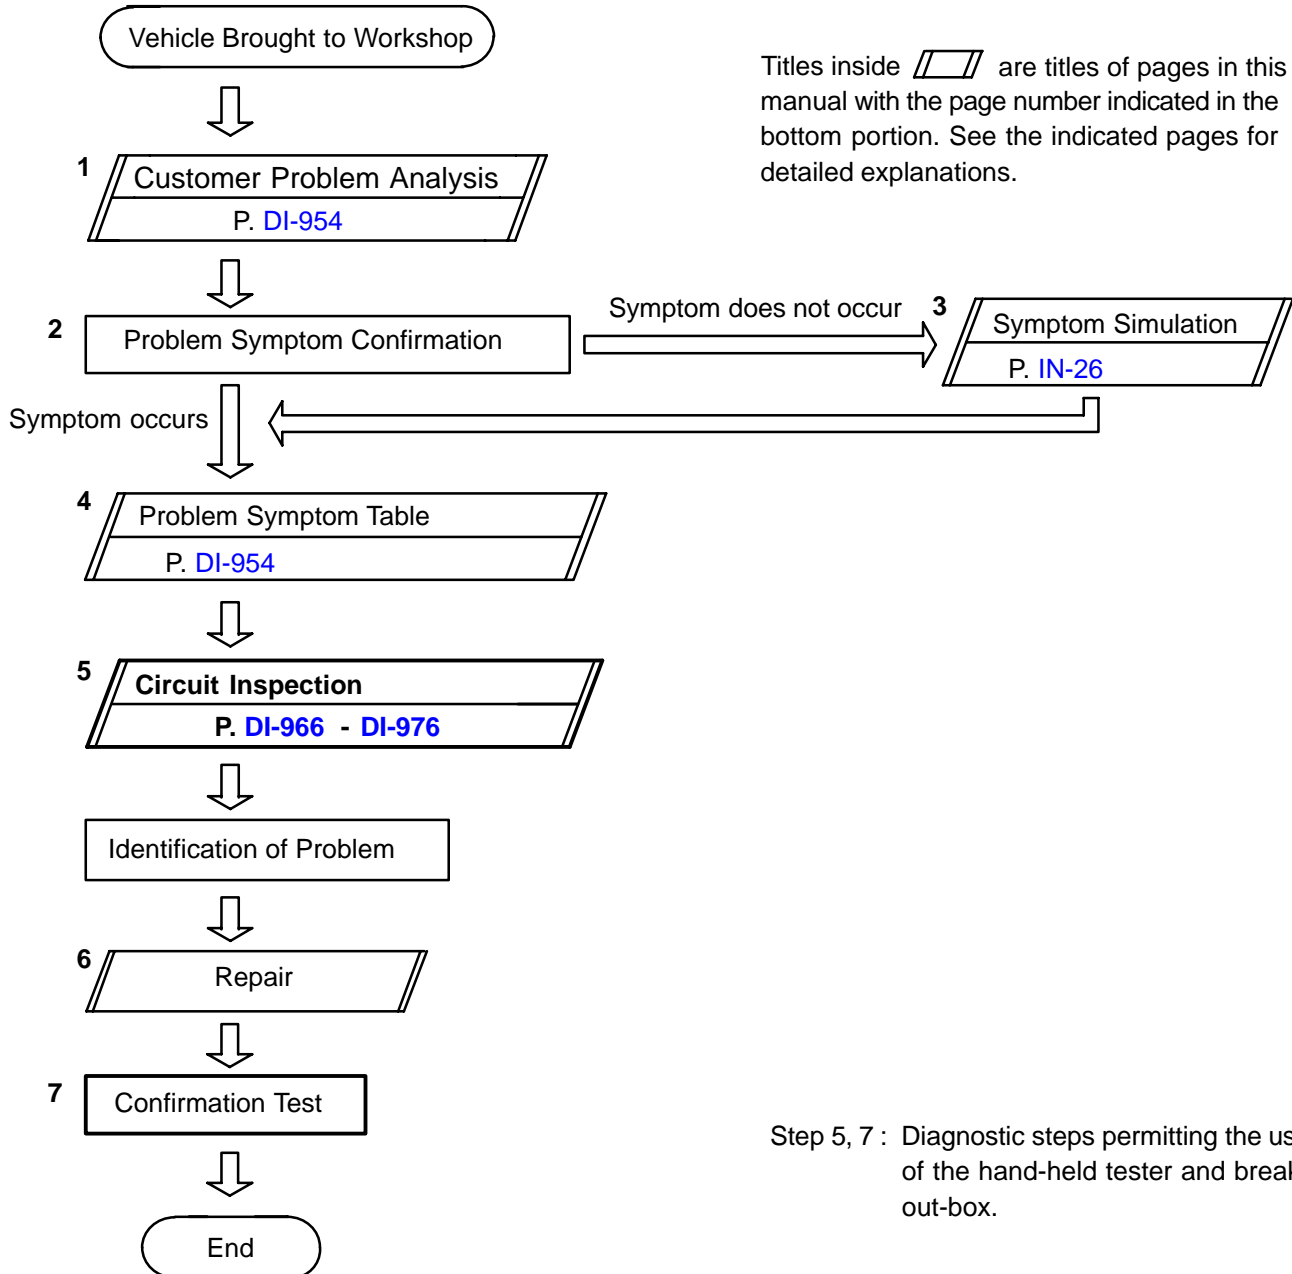 Vehicle Brought to Workshop
Titles inside are titles of pages in this
manual with the page number indicated in the
bottom portion. See the indicated pages for
detailed explanations.
1
Customer Problem Analysis
P. DI-954
2
Problem Symptom Confirmation
Symptom does not occur
3
Symptom Simulation
P. IN-26
Symptom occurs
4
Problem Symptom Table
P. DI-954
5
Circuit Inspection
P. DI-966 - DI-976
Identification of Problem
6
Repair
7
Confirmation Test
Step 5, 7 : Diagnostic steps permitting the us
of the hand-held tester and break
out-box.
End